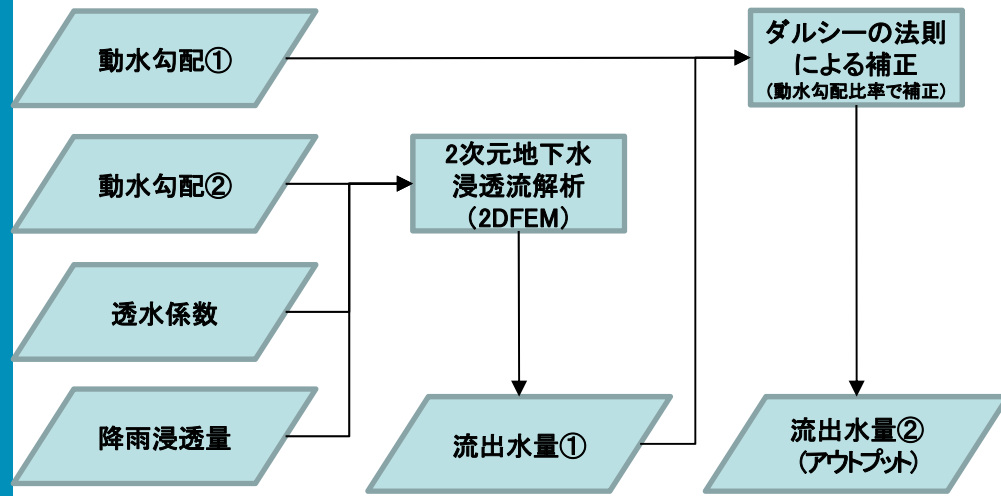 動水勾配①
ダルシーの法則
による補正
(動水勾配比率で補正)
動水勾配②
2次元地下水
浸透流解析
(2DFEM)
透水係数
降雨浸透量
流出水量①
流出水量②
(アウトプット)